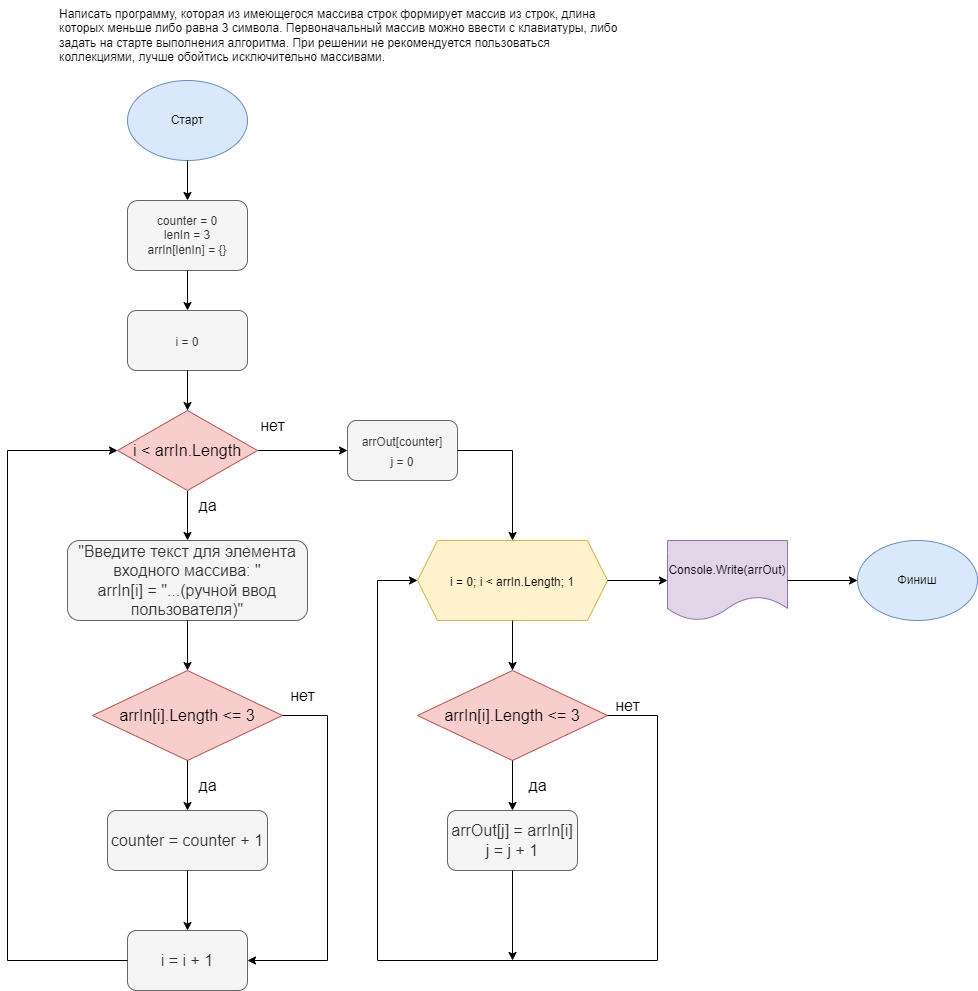 Написать программу, которая из имеющегося массива строк формирует массив из строк, длина
которых меньше либо равна 3 символа. Первоначальный массив можно ввести с клавиатуры, либо
задать на старте выполнения алгоритма. При решении не рекомендуется пользоваться
коллекциями, лучше обойтись исключительно массивами.
Старт
counter = 0
lenIn = 3
arrIn[lenIn] = {}
i = 0
i < arrIn.Length
нет
да
arrOut[counter]
j = 0
"Введите текст для элемента
входного массива: "
arrIn[i] = "...(ручной ввод
пользователя)"
arrIn[i].Length <= 3
нет
да
counter = counter + 1
i = i + 1
i = 0; i < arrIn.Length; 1
Console.Write(arrOut)
Финиш
arrIn[i].Length <= 3
нет
да
arrOut[j] = arrIn[i]
j = j + 1